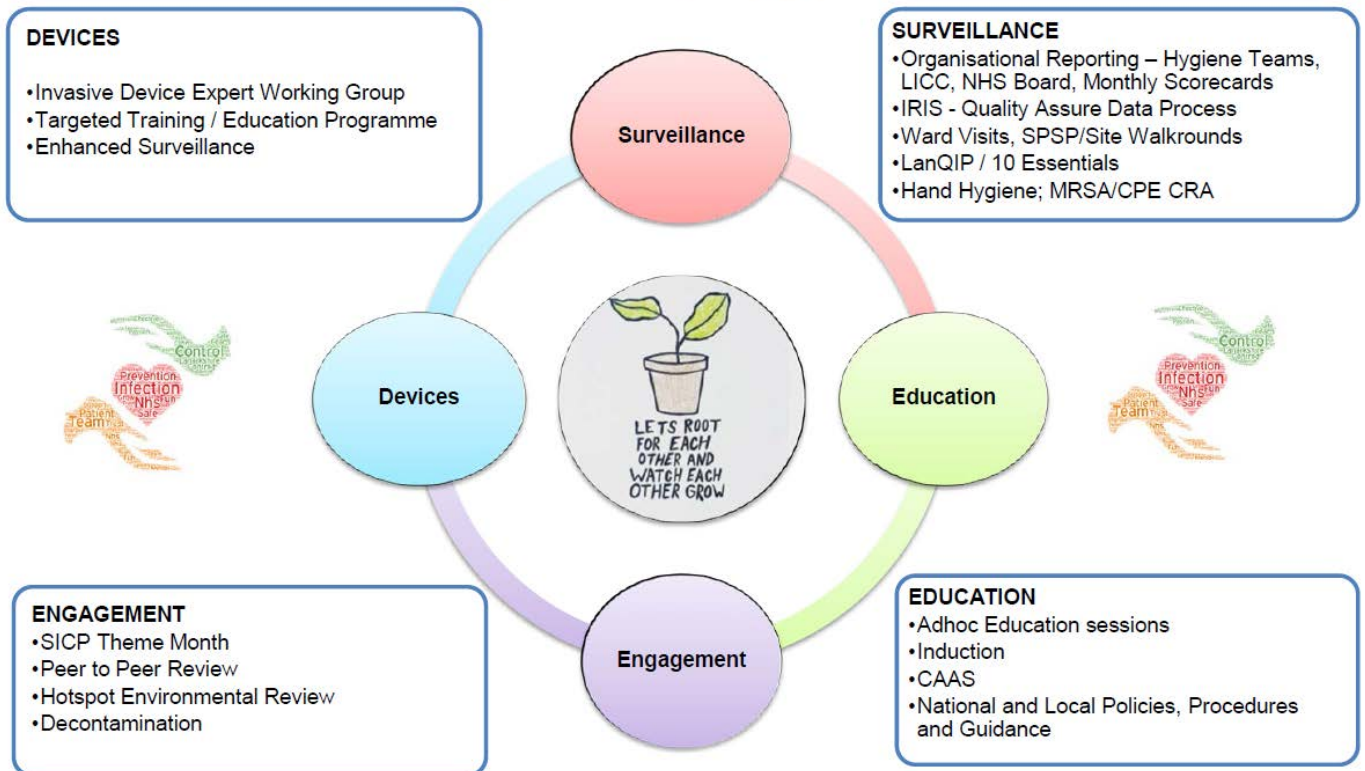 DEVICES
•Invasive Device Expert Working Group
•Targeted Training / Education Programme
•Enhanced Surveillance
SURVEILLANCE
•Organisational Reporting – Hygiene Teams,
LICC, NHS Board, Monthly Scorecards
•IRIS - Quality Assure Data Process
•Ward Visits, SPSP/Site Walkrounds
•LanQIP / 10 Essentials
•Hand Hygiene; MRSA/CPE CRA
Surveillance
Devices
Education
Engagement
LETS ROOT
FOR EACH
OTHER AND
WATCH EACH
OTHER GROW
Control
Prevention
Infection
Nhs
Safe
Patient
Team
Control
Prevention
Infection
Nhs
Safe
Patient
Team
ENGAGEMENT
•SICP Theme Month
•Peer to Peer Review
•Hotspot Environmental Review
•Decontamination
EDUCATION
•Adhoc Education sessions
•Induction
•CAAS
•National and Local Policies, Procedures
and Guidance